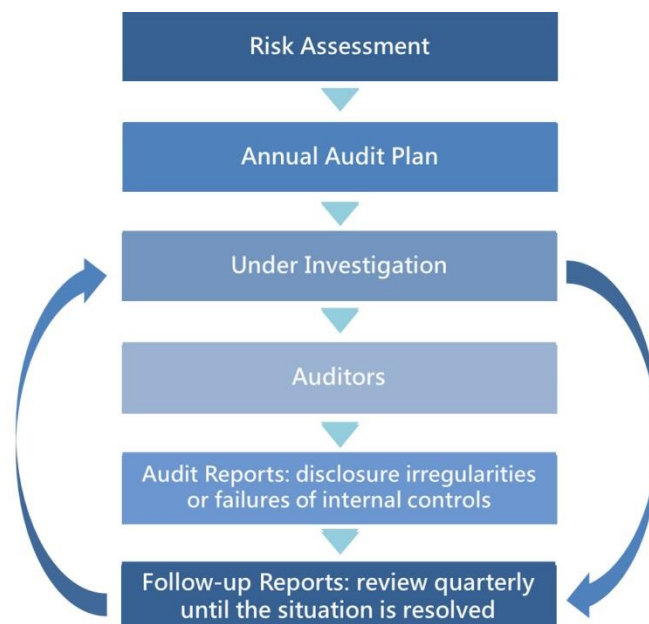 Risk Assessment
Annual Audit Plan
Under Investigation
Auditors
Audit Reports: disclosure irregularities
or failures of internal controls
Follow-up Reports: review quarterly
until the situation is resolved